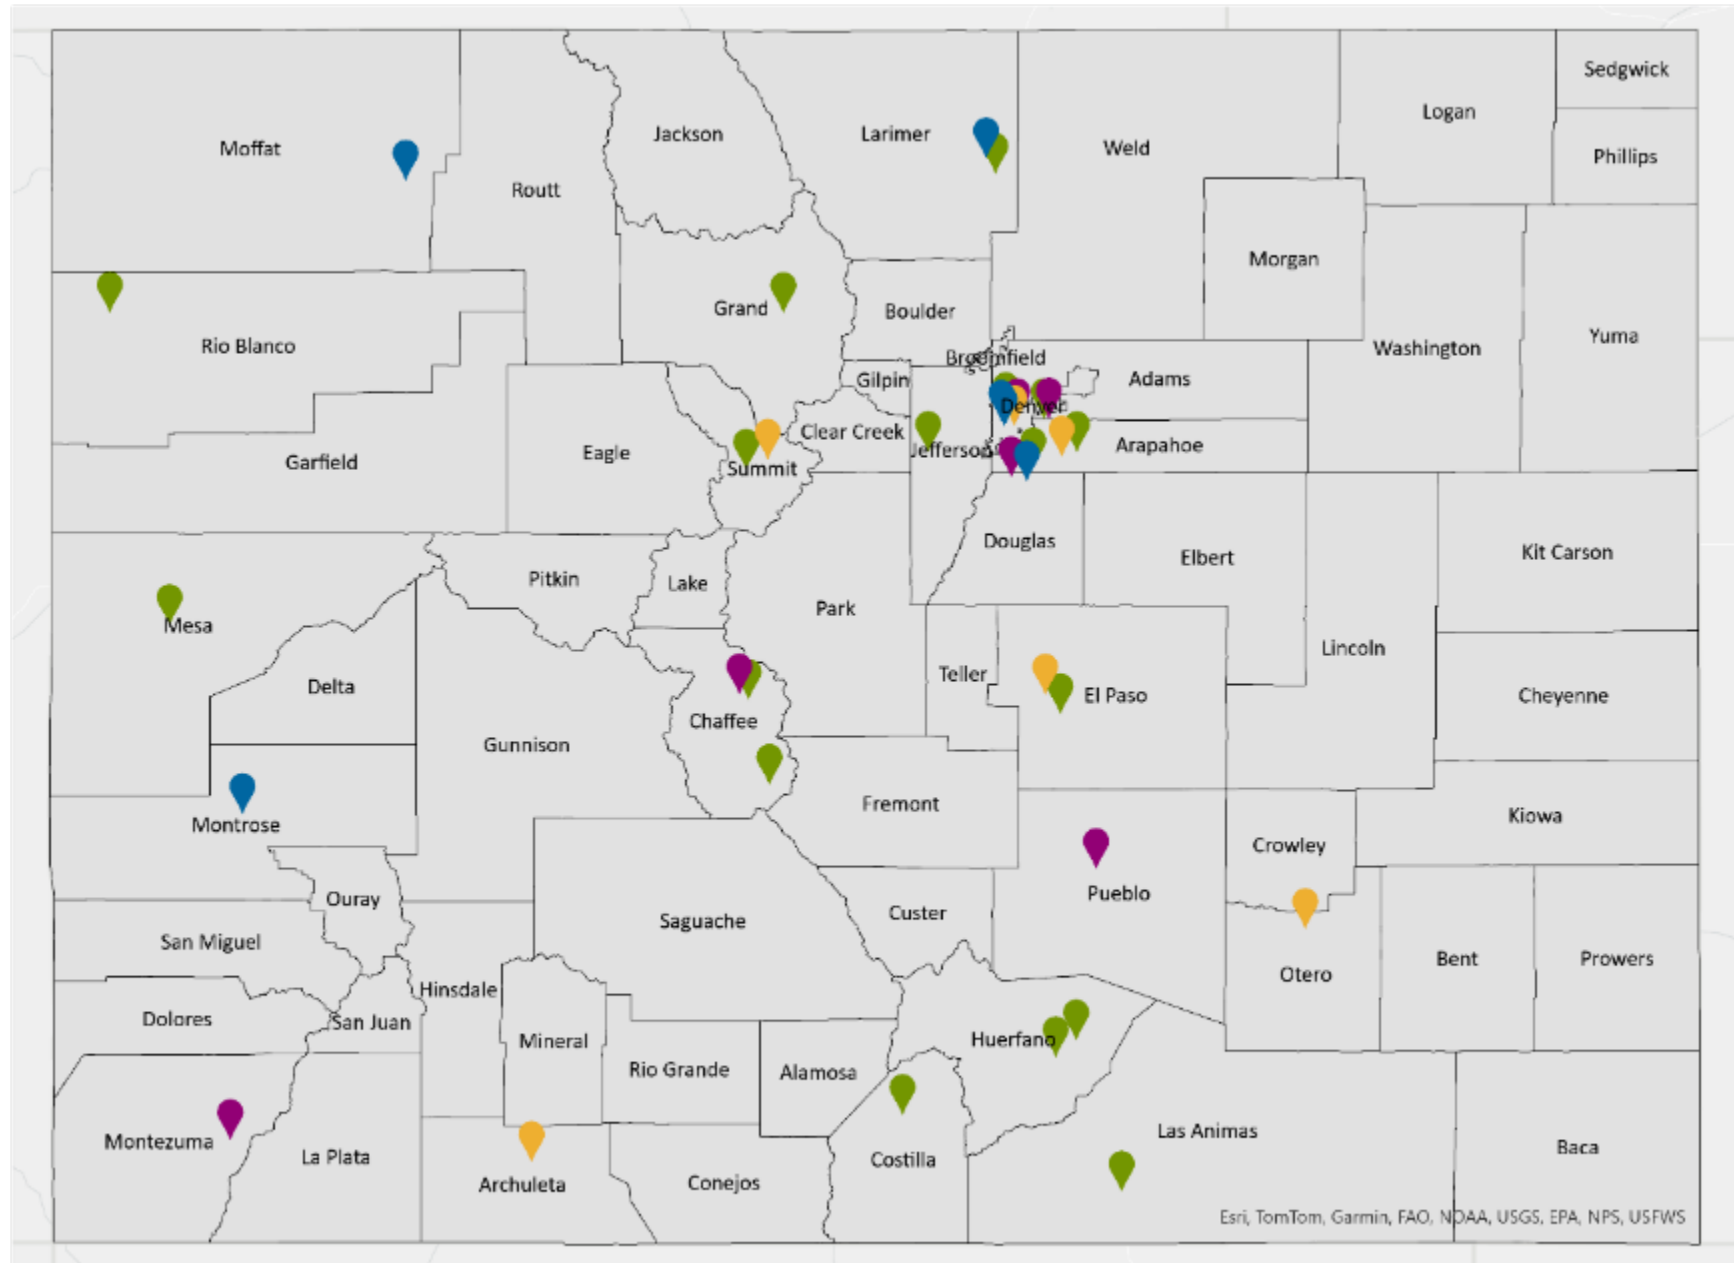 Sedgwick
Logan
Jackson
Larimer
Moffat
Weld
Phillips
Routt
Morgan
Grand
Boulder
Yuma
Rio Blanco
Washington
Broomfield
Gilpin
Adams
Denver
Clear Creek
Arapahoe
Jefferson
Eagle
Garfield
Summit
Douglas
Kit Carson
Elbert
Pitkin
Lake
Park
Mesa
Lincoln
Teller
Delta
El Paso
Cheyenne
Chaffee
Gunnison
Fremont
Kiowa
Montrose
Crowley
Pueblo
Ouray
Custer
Saguache
San Miguel
Bent
Prowers
Otero
Hinsdale
Dolores
San Juan
Mineral
Huerfano
Rio Grande
Alamosa
Las Animas
Montezuma
Baca
La Plata
Costilla
Conejos
Archuleta
Esri, TomTom, Garmin, FAO, NOAA, USGS, EPA, NPS, USFWS